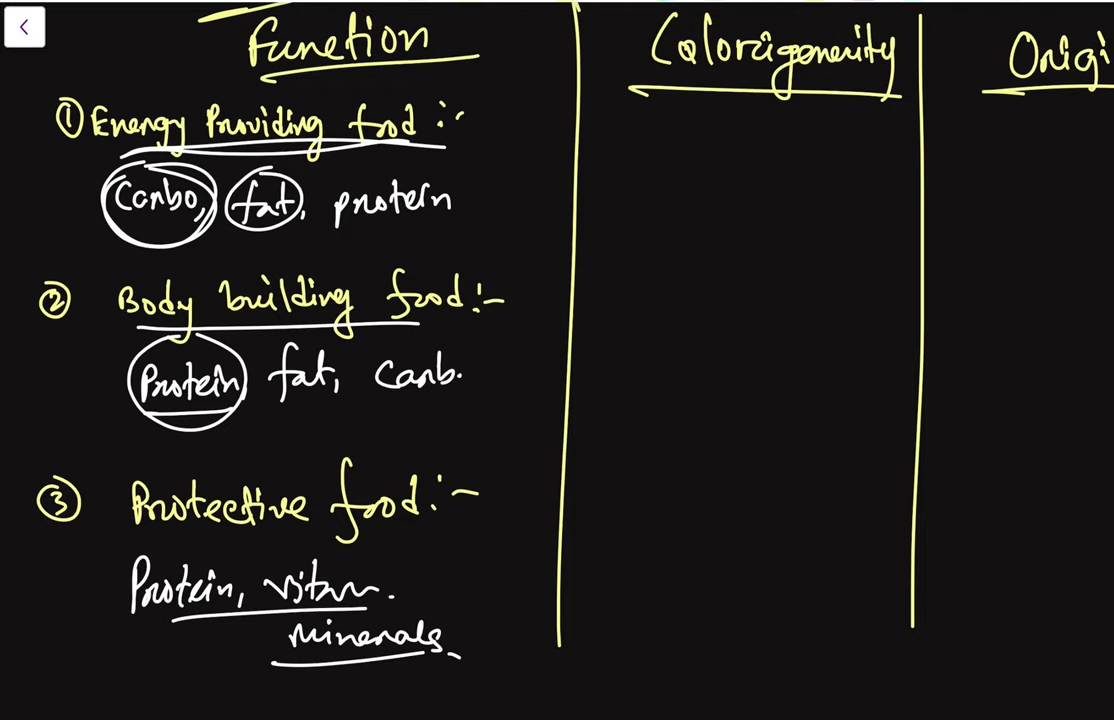 Function
① Energy Providing food :-
Carbo, fat, protein
② Body building food :-
Protein, fat, Carb.
③ Protective food :-
Protein, vitam.
Minerals
Calorigenerity
Origi